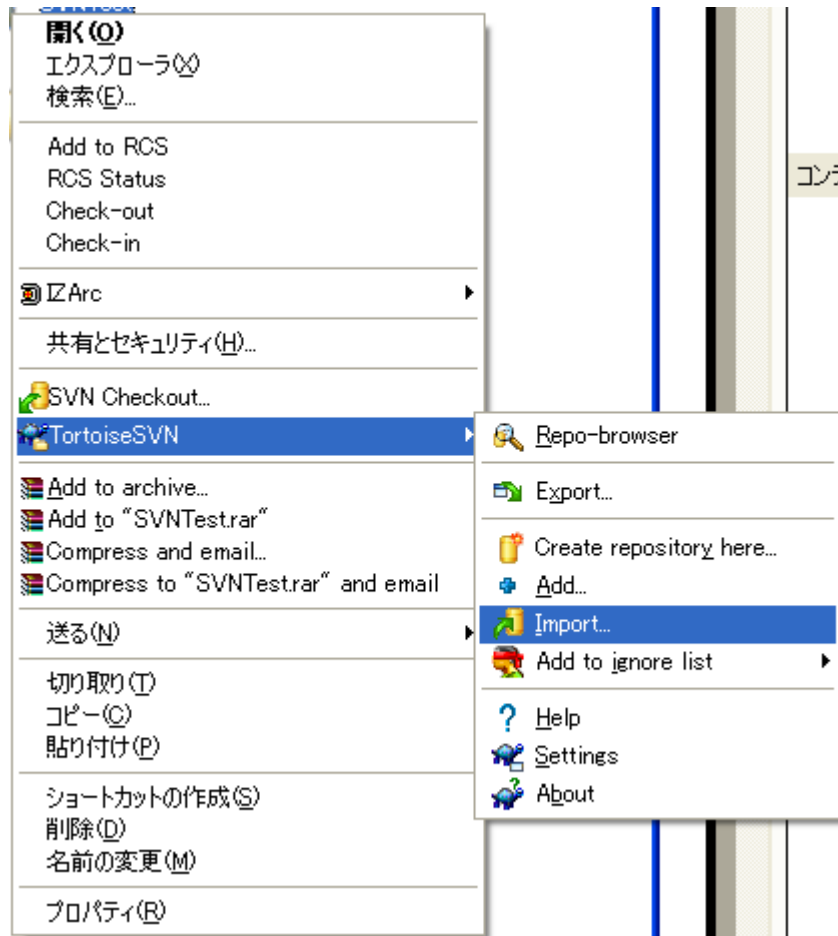 SVNTest
開く(O)
エクスプローラ(X)
検索(E)...
Add to RCS
RCS Status
Check-out
Check-in
IZArc
共有とセキュリティ(H)...
SVN Checkout...
TortoiseSVN
Add to archive...
Add to "SVNTest.rar"
Compress and email...
Compress to "SVNTest.rar" and email
送る(N)
切り取り(T)
コピー(C)
貼り付け(P)
ショートカットの作成(S)
削除(D)
名前の変更(M)
プロパティ(R)
Repo-browser
Export...
Create repository here...
Add...
Import...
Add to ignore list
Help
Settings
About
コンテ